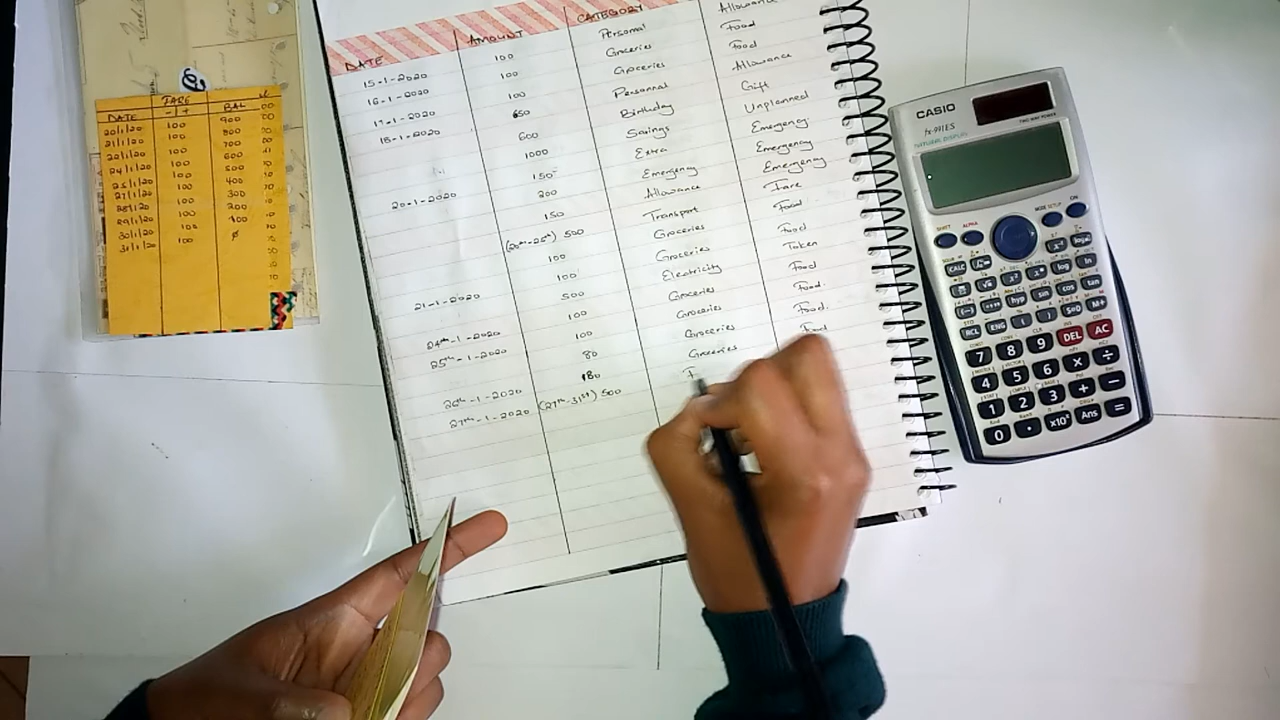 FARE
DATE -/+ BAL
20/1/20 100 900
21/1/20 100 800
22/1/20 100 700
24/1/20 100 600
25/1/20 100 500
27/1/20 100 400
28/1/20 100 300
29/1/20 100 200
30/1/20 100 100
31/1/20 100
DATE AMOUNT CATEGORY
15-1-2020 100 Personal Allowance
16-1-2020 100 Groceries Food
17-1-2020 100 Groceries Food
18-1-2020 650 Personnal Allowance
600 Birthday Gift
1000 Savings Unplanned
150 Extra Emergency
20-1-2020 200 Emergency Emergency
150 Allowance Emergency
(20th-25th) 500 Transport Fare
100 Groceries Food
100 Groceries Food
21-1-2020 500 Electricity Token
100 Groceries Food
24th-1-2020 100 Groceries Food.
25th-1-2020 80 Groceries Food.
180 Groceries Food
26th-1-2020
27th-1-2020 (27th-31st) 500
CASIO
fx-991ES
TWO WAY POWER
NATURAL DISPLAY
SHIFT ALPHA MODE SETUP ON
CALC
hyp sin cos tan
RCL ENG ( ) M+
7 8 9 DEL AC
4 5 6 × ÷
1 2 3 + −
0 · Ans =